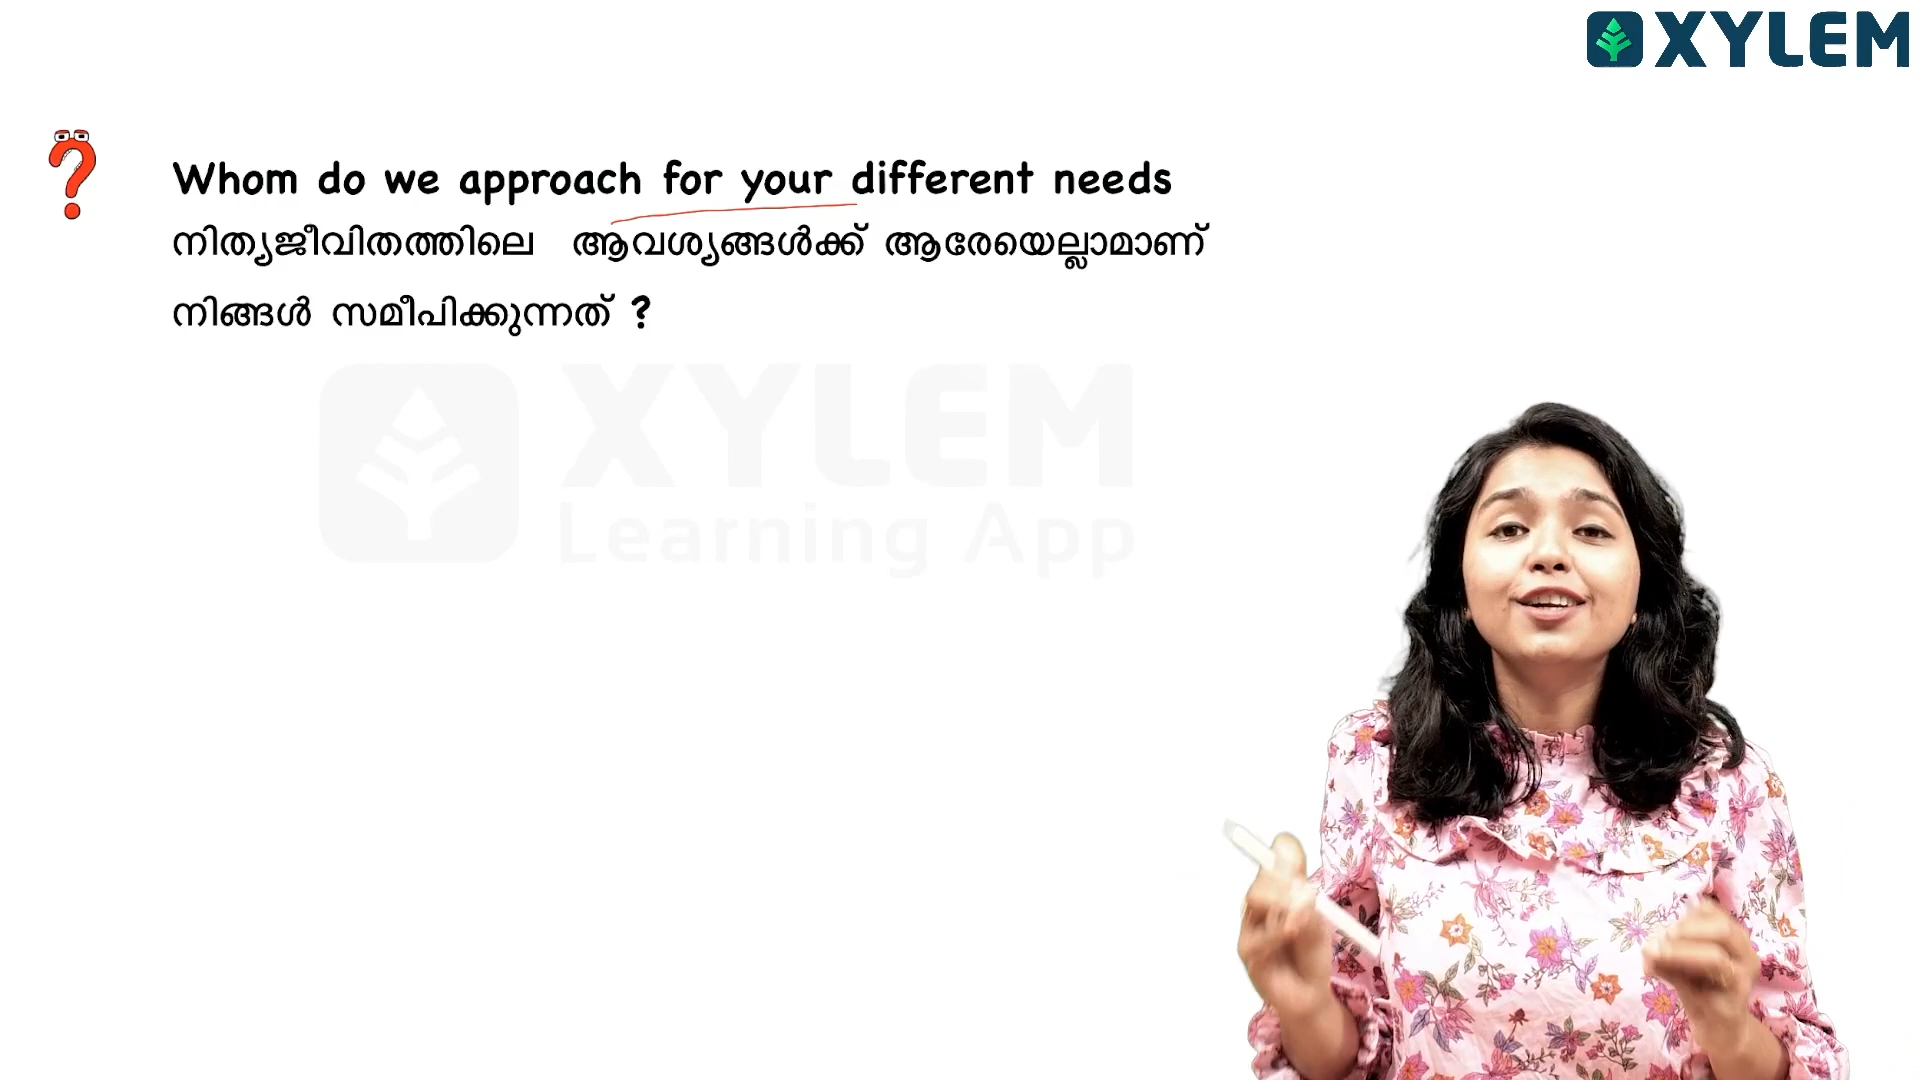 XYLEM
Whom do we approach for your different needs
നിത്യജീവിതത്തിലെ ആവശ്യങ്ങൾക്ക് ആരേയെല്ലാമാണ്
നിങ്ങൾ സമീപിക്കുന്നത് ?
XYLEM
Learning App